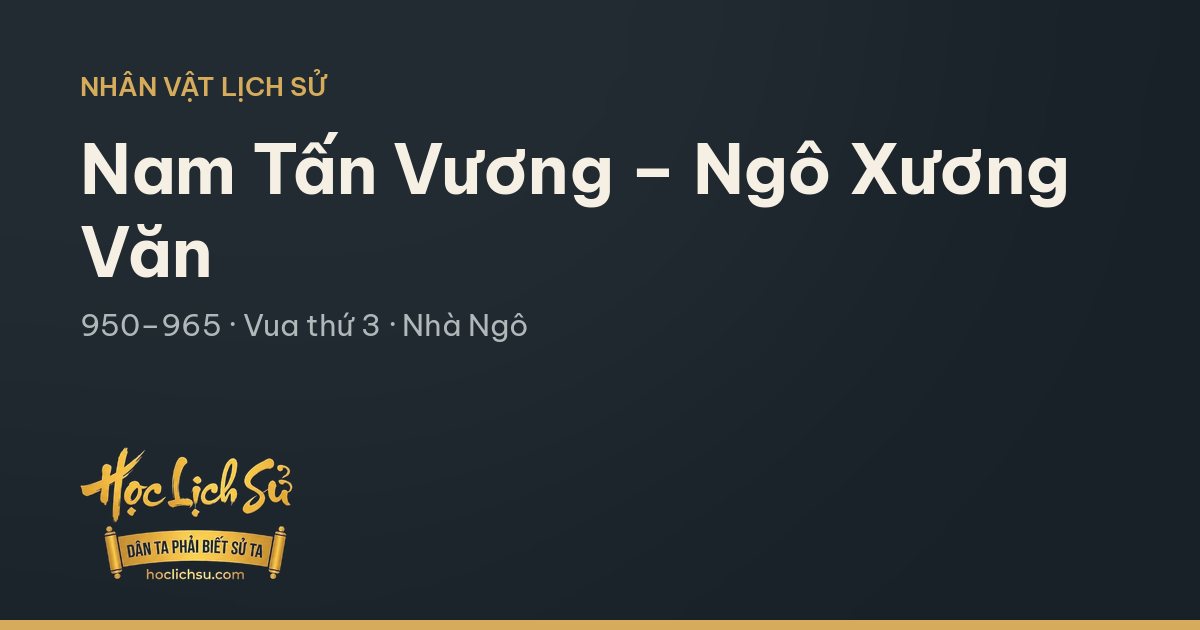 NHÂN VẬT LỊCH SỬ
Nam Tấn Vương – Ngô Xương
Văn
950–965 · Vua thứ 3 · Nhà Ngô
Học Lịch Sử
DÂN TA PHẢI BIẾT SỬ TA
hoclichsu.com